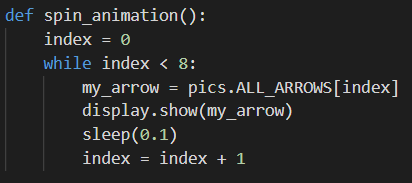 def spin_animation():
    index = 0
    while index < 8:
        my_arrow = pics.ALL_ARROWS[index]
        display.show(my_arrow)
        sleep(0.1)
        index = index + 1